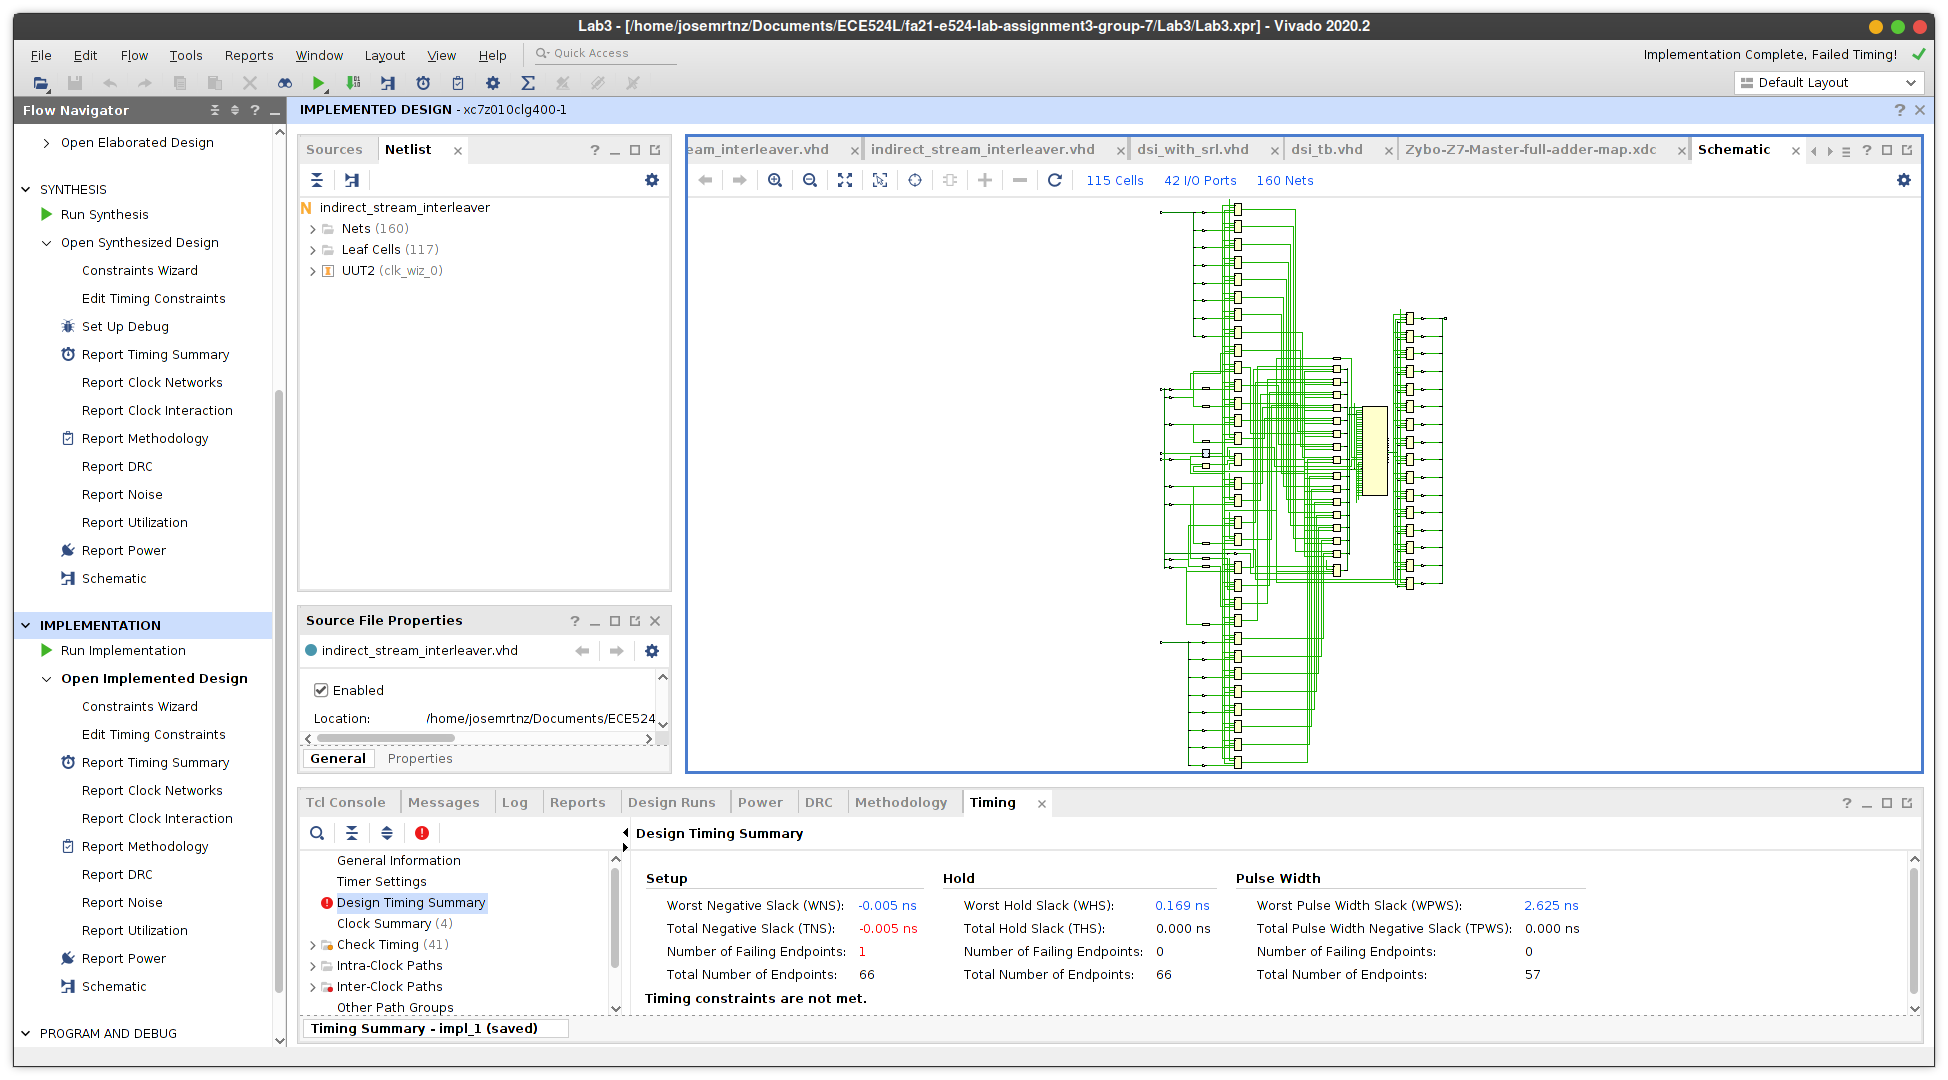 Lab3 - [/home/josemrtnz/Documents/ECE524L/fa21-e524-lab-assignment3-group-7/Lab3/Lab3.xpr] - Vivado 2020.2
File Edit Flow Tools Reports Window Layout View Help Quick Access
Implementation Complete, Failed Timing!
Default Layout
Flow Navigator
Open Elaborated Design
SYNTHESIS
Run Synthesis
Open Synthesized Design
Constraints Wizard
Edit Timing Constraints
Set Up Debug
Report Timing Summary
Report Clock Networks
Report Clock Interaction
Report Methodology
Report DRC
Report Noise
Report Utilization
Report Power
Schematic
IMPLEMENTATION
Run Implementation
Open Implemented Design
Constraints Wizard
Edit Timing Constraints
Report Timing Summary
Report Clock Networks
Report Clock Interaction
Report Methodology
Report DRC
Report Noise
Report Utilization
Report Power
Schematic
PROGRAM AND DEBUG
IMPLEMENTED DESIGN - xc7z010clg400-1
Sources Netlist
indirect_stream_interleaver
Nets (160)
Leaf Cells (117)
UUT2 (clk_wiz_0)
Source File Properties
indirect_stream_interleaver.vhd
Enabled
Location: /home/josemrtnz/Documents/ECE524
General Properties
eam_interleaver.vhd indirect_stream_interleaver.vhd dsi_with_srl.vhd dsi_tb.vhd Zybo-Z7-Master-full-adder-map.xdc Schematic
115 Cells 42 I/O Ports 160 Nets
Tcl Console Messages Log Reports Design Runs Power DRC Methodology Timing
General Information
Timer Settings
Design Timing Summary
Clock Summary (4)
Check Timing (41)
Intra-Clock Paths
Inter-Clock Paths
Other Path Groups
Design Timing Summary
Setup Hold Pulse Width
Worst Negative Slack (WNS): -0.005 ns Worst Hold Slack (WHS): 0.169 ns Worst Pulse Width Slack (WPWS): 2.625 ns
Total Negative Slack (TNS): -0.005 ns Total Hold Slack (THS): 0.000 ns Total Pulse Width Negative Slack (TPWS): 0.000 ns
Number of Failing Endpoints: 1 Number of Failing Endpoints: 0 Number of Failing Endpoints: 0
Total Number of Endpoints: 66 Total Number of Endpoints: 66 Total Number of Endpoints: 57
Timing constraints are not met.
Timing Summary - impl_1 (saved)